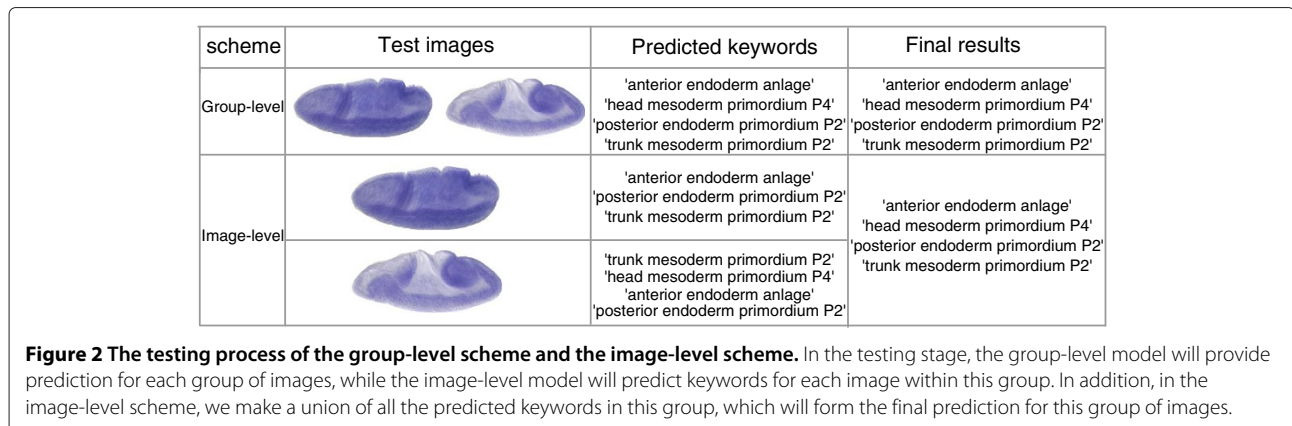 scheme Test images Predicted keywords Final results
Group-level
'anterior endoderm anlage' 'anterior endoderm anlage'
'head mesoderm primordium P4' 'head mesoderm primordium P4'
'posterior endoderm primordium P2' 'posterior endoderm primordium P2'
'trunk mesoderm primordium P2' 'trunk mesoderm primordium P2'
Image-level
'anterior endoderm anlage'
'posterior endoderm primordium P2'
'trunk mesoderm primordium P2'
'trunk mesoderm primordium P2'
'head mesoderm primordium P4'
'anterior endoderm anlage'
'posterior endoderm primordium P2'
'anterior endoderm anlage'
'head mesoderm primordium P4'
'posterior endoderm primordium P2'
'trunk mesoderm primordium P2'
Figure 2 The testing process of the group-level scheme and the image-level scheme. In the testing stage, the group-level model will provide
prediction for each group of images, while the image-level model will predict keywords for each image within this group. In addition, in the
image-level scheme, we make a union of all the predicted keywords in this group, which will form the final prediction for this group of images.